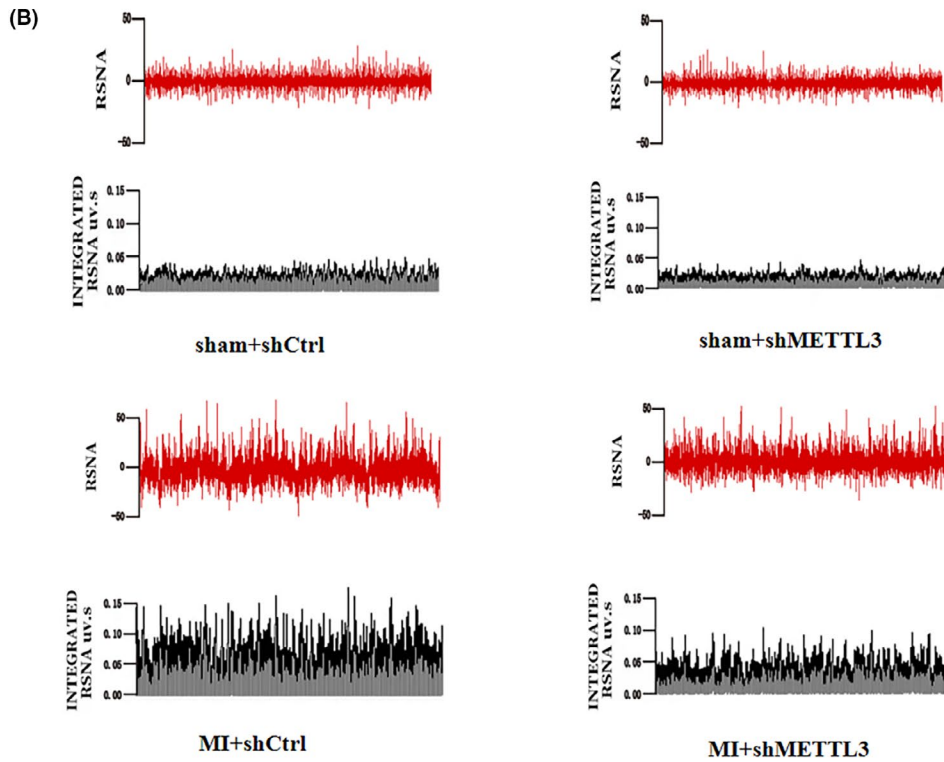 (B)
50
0
-50
RSNA
50
0
-50
RSNA
0.15
0.10
0.05
0.00
INTEGRATED
RSNA uv.s
0.15
0.10
0.05
0.00
INTEGRATED
RSNA uv.s
sham+shCtrl
sham+shMETTL3
50
0
-50
RSNA
50
0
-50
RSNA
0.15
0.10
0.05
0.00
INTEGRATED
RSNA uv.s
0.15
0.10
0.05
0.00
INTEGRATED
RSNA uv.s
MI+shCtrl
MI+shMETTL3